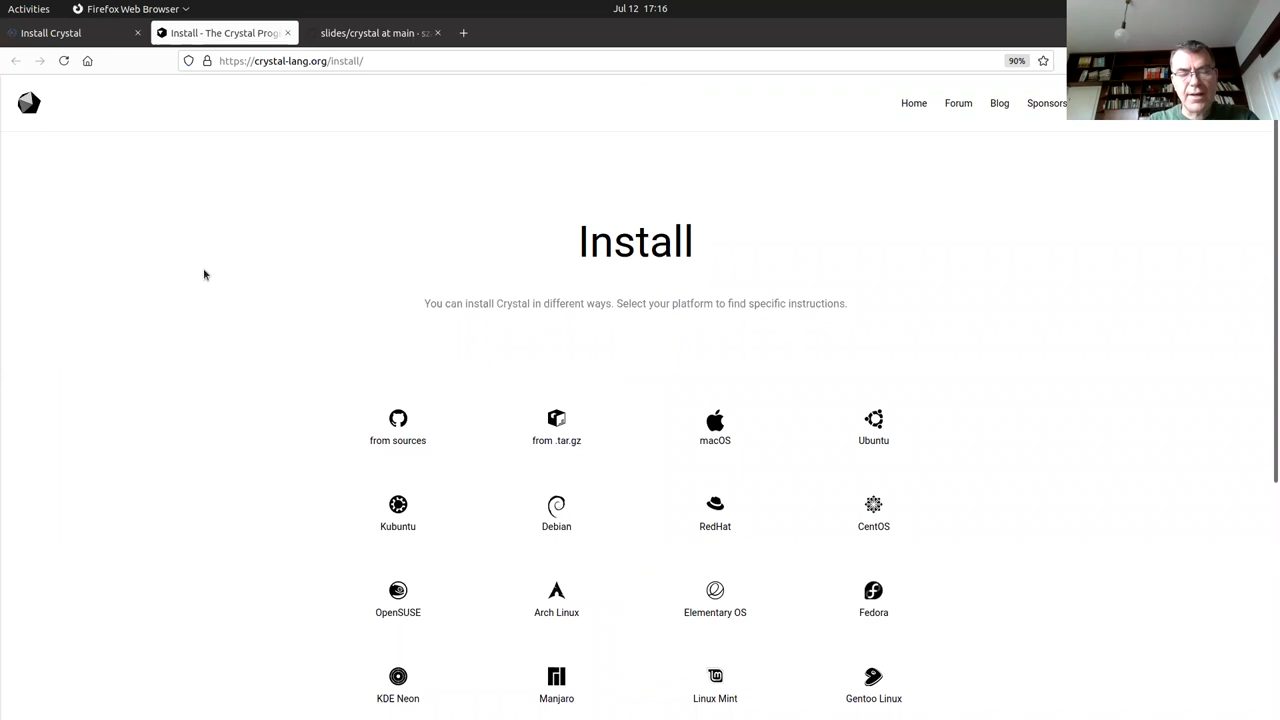 Activities
Firefox Web Browser
Jul 12 17:16
Install Crystal
Install - The Crystal Prog
slides/crystal at main · sz
https://crystal-lang.org/install/
90%
Home
Forum
Blog
Sponsors
Install
You can install Crystal in different ways. Select your platform to find specific instructions.
from sources
from .tar.gz
macOS
Ubuntu
Kubuntu
Debian
RedHat
CentOS
OpenSUSE
Arch Linux
Elementary OS
Fedora
KDE Neon
Manjaro
Linux Mint
Gentoo Linux